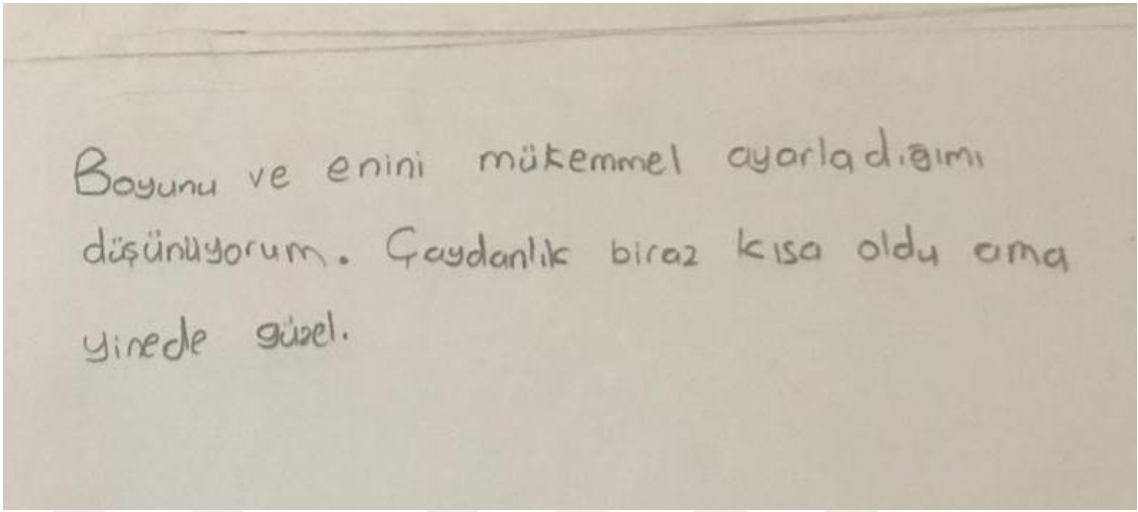 Boyunu ve enini mükemmel ayarladığımı
düşünüyorum. Çaydanlık biraz kısa oldu ama
yinede güzel.